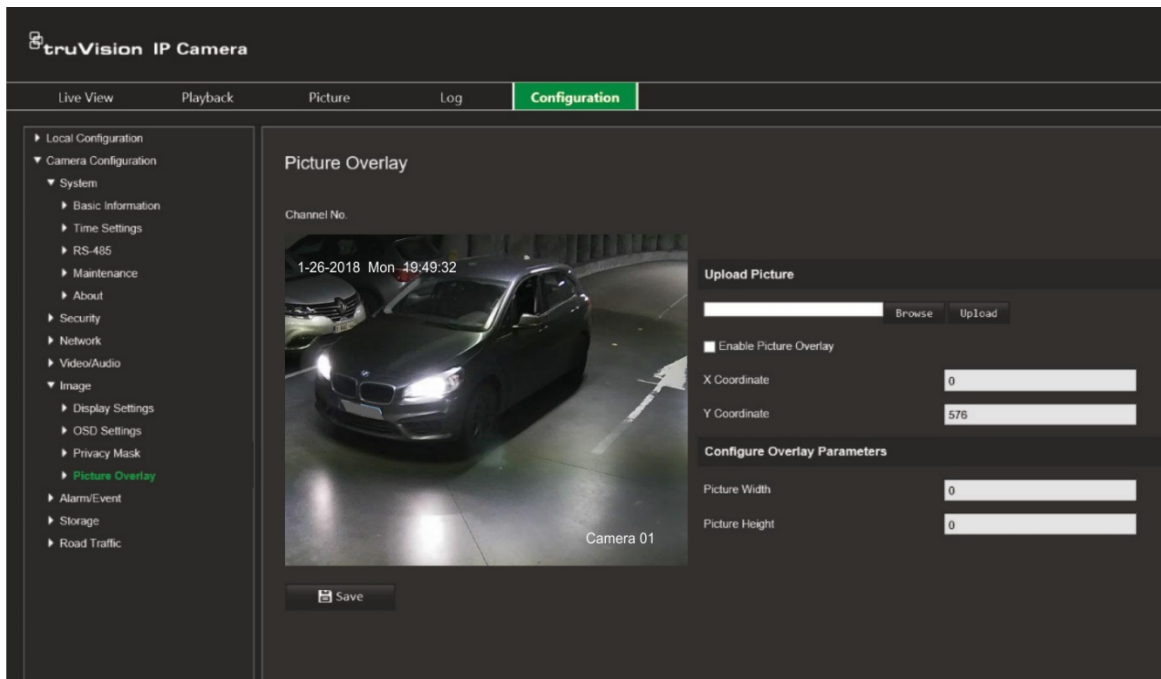 truVision IP Camera
Live View Playback Picture Log Configuration
Local Configuration
Camera Configuration
System
Basic Information
Time Settings
RS-485
Maintenance
About
Security
Network
Video/Audio
Image
Display Settings
OSD Settings
Privacy Mask
Picture Overlay
Alarm/Event
Storage
Road Traffic
Picture Overlay
Channel No.
1-26-2018 Mon 19:49:32
Camera 01
Save
Upload Picture
Browse Upload
Enable Picture Overlay
X Coordinate 0
Y Coordinate 576
Configure Overlay Parameters
Picture Width 0
Picture Height 0